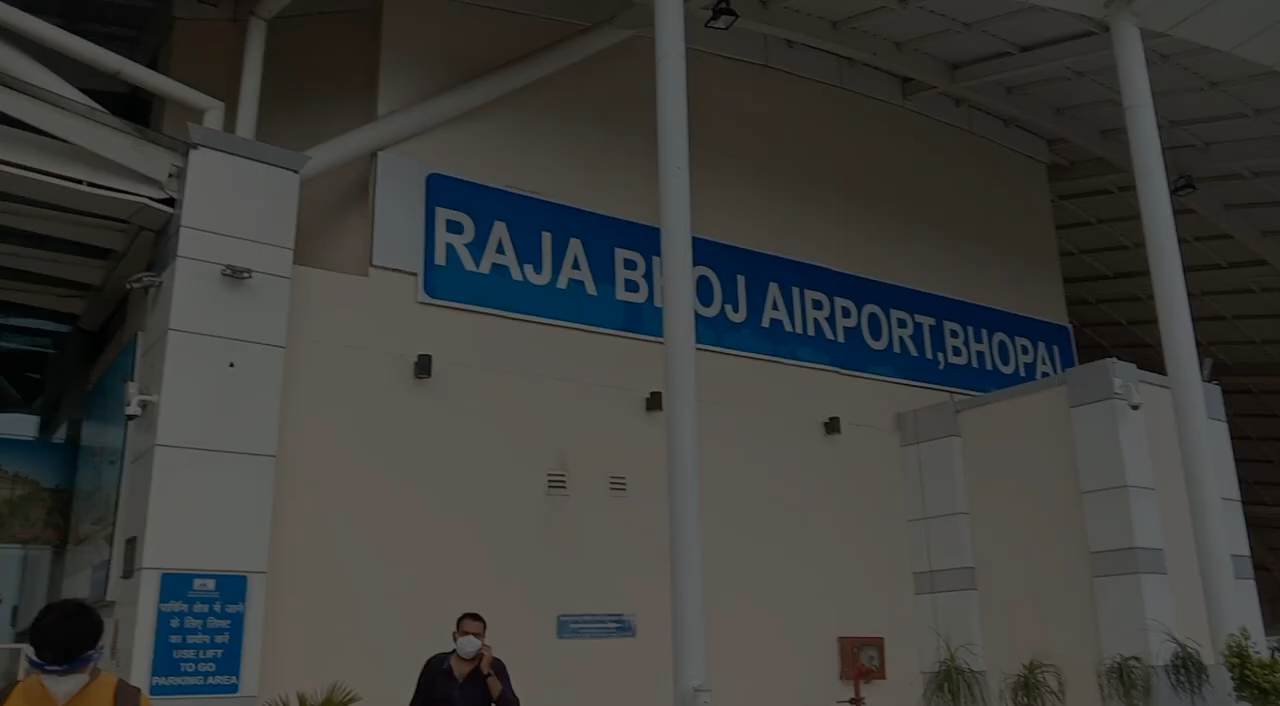 RAJA BHOJ AIRPORT,BHOPAL
पार्किंग क्षेत्र में जाने
के लिए लिफ्ट
का प्रयोग करें
USE LIFT
TO GO
PARKING AREA